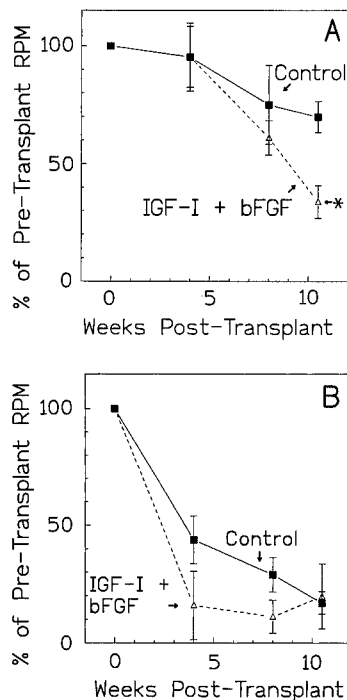 A
% of Pre-Transplant RPM
100
50
0
Control
IGF-I + bFGF
*
0 5 10
Weeks Post-Transplant
B
% of Pre-Transplant RPM
100
50
0
Control
IGF-I +
bFGF
0 5 10
Weeks Post-Transplant